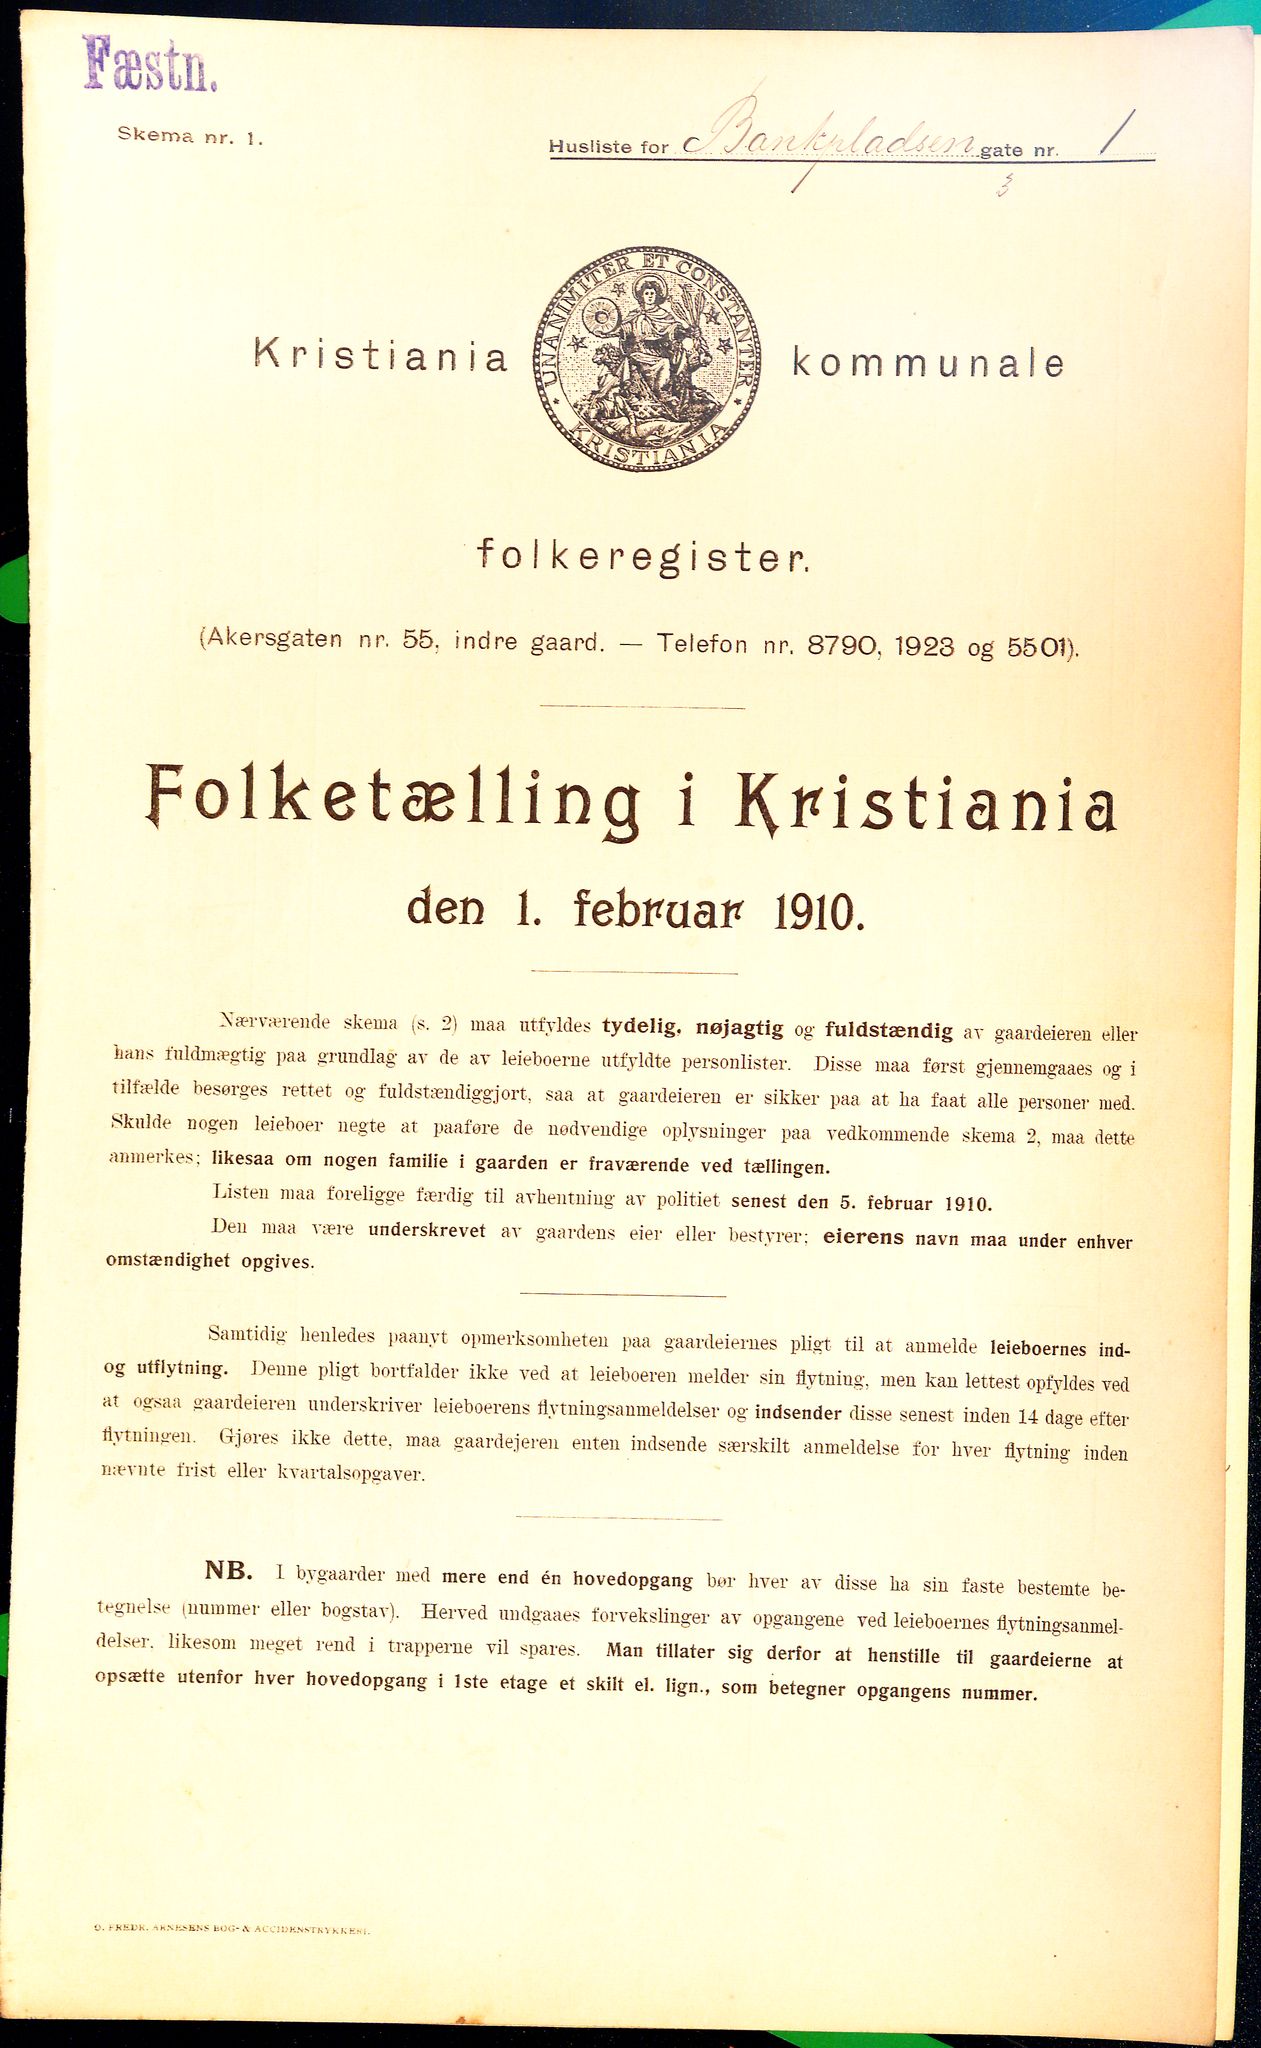 Fæstn.
Skema nr. 1.
Husliste for Bankpladsen gate nr. 1
3
UNANIMITER ET CONSTANTER
KRISTIANIA
Kristiania kommunale
folkeregister.
(Akersgaten nr. 55, indre gaard. — Telefon nr. 8790, 1923 og 5501).
Folketælling i Kristiania
den 1. februar 1910.
Nærværende skema (s. 2) maa utfyldes tydelig, nøjagtig og fuldstændig av gaardeieren eller
hans fuldmægtig paa grundlag av de av leieboerne utfyldte personlister. Disse maa først gjennemgaaes og i
tilfælde besørges rettet og fuldstændiggjort, saa at gaardeieren er sikker paa at ha faat alle personer med.
Skulde nogen leieboer negte at paaføre de nødvendige oplysninger paa vedkommende skema 2, maa dette
anmerkes; likesaa om nogen familie i gaarden er fraværende ved tællingen.
Listen maa foreligge færdig til avhentning av politiet senest den 5. februar 1910.
Den maa være underskrevet av gaardens eier eller bestyrer; eierens navn maa under enhver
omstændighet opgives.
Samtidig henledes paanyt opmerksomheten paa gaardeiernes pligt til at anmelde leieboernes ind-
og utflytning. Denne pligt bortfalder ikke ved at leieboeren melder sin flytning, men kan lettest opfyldes ved
at ogsaa gaardeieren underskriver leieboerens flytningsanmeldelser og indsender disse senest inden 14 dage efter
flytningen. Gjøres ikke dette, maa gaardejeren enten indsende særskilt anmeldelse for hver flytning inden
nævnte frist eller kvartalsopgaver.
NB. I bygaarder med mere end én hovedopgang bør hver av disse ha sin faste bestemte be-
tegnelse (nummer eller bogstav). Herved undgaaes forvekslinger av opgangene ved leieboernes flytningsanmel-
delser, likesom meget rend i trapperne vil spares. Man tillater sig derfor at henstille til gaardeierne at
opsætte utenfor hver hovedopgang i 1ste etage et skilt el. lign., som betegner opgangens nummer.
O. FREDR. ARNESENS BOG- & ACCIDENSTRYKKERI.